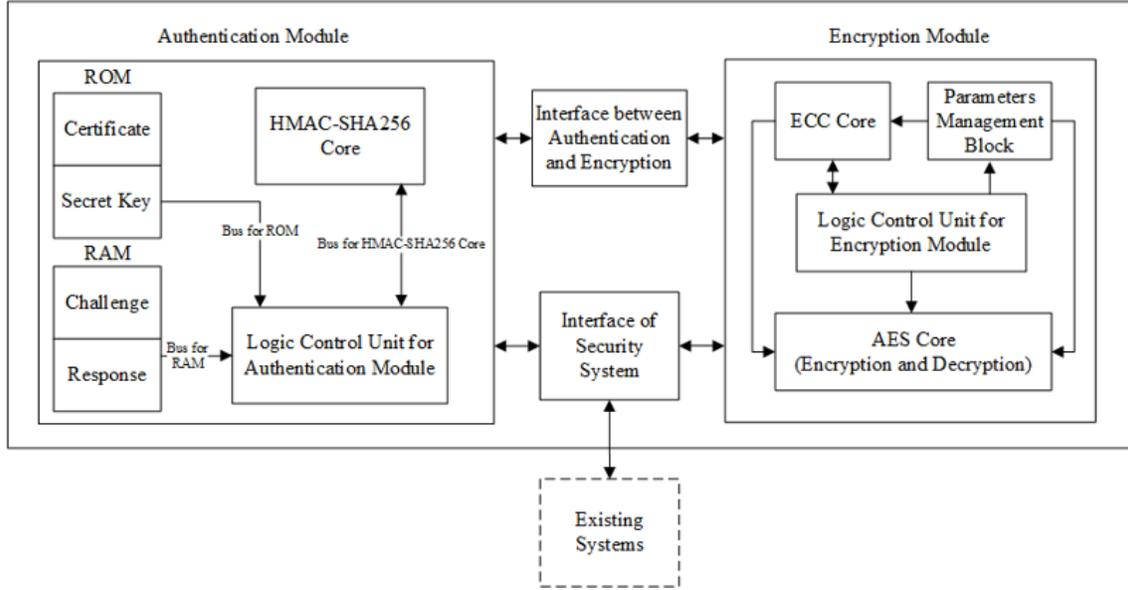 Authentication Module
ROM
Certificate
Secret Key
RAM
Challenge
Response
HMAC-SHA256
Core
Bus for ROM
Bus for HMAC-SHA256 Core
Bus for
RAM
Logic Control Unit for
Authentication Module
Interface between
Authentication
and Encryption
Interface of
Security
System
Existing
Systems
Encryption Module
ECC Core
Parameters
Management
Block
Logic Control Unit for
Encryption Module
AES Core
(Encryption and Decryption)